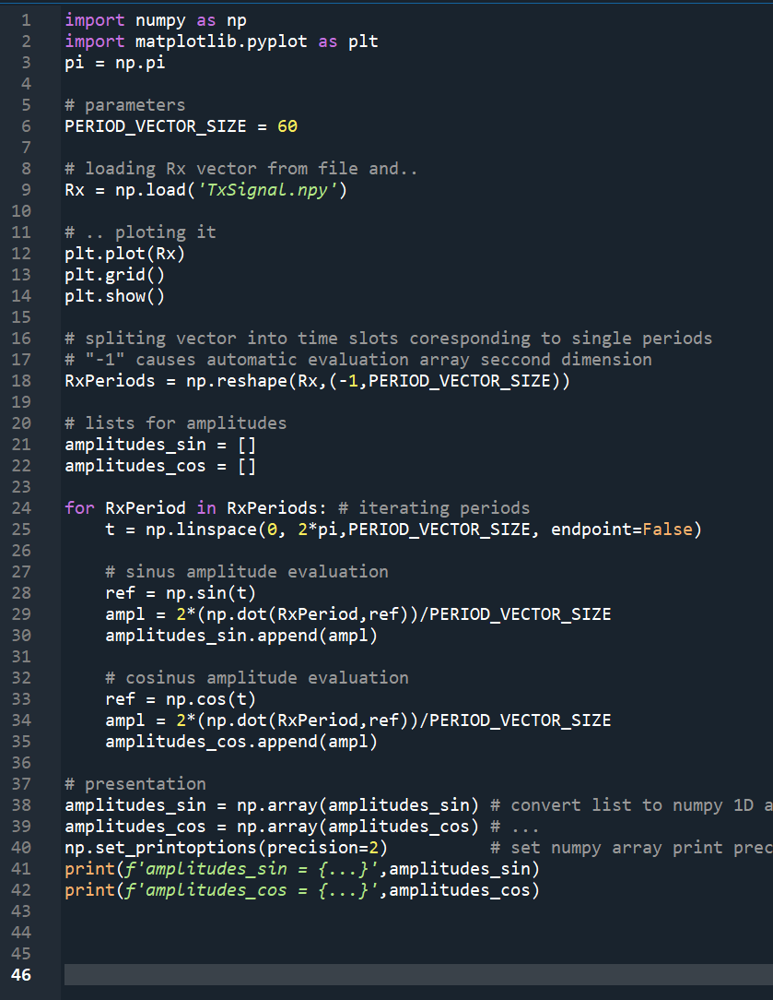 1 import numpy as np
2 import matplotlib.pyplot as plt
3 pi = np.pi
4
5 # parameters
6 PERIOD_VECTOR_SIZE = 60
7
8 # loading Rx vector from file and..
9 Rx = np.load('TxSignal.npy')
10
11 # .. ploting it
12 plt.plot(Rx)
13 plt.grid()
14 plt.show()
15
16 # spliting vector into time slots coresponding to single periods
17 # "-1" causes automatic evaluation array seccond dimension
18 RxPeriods = np.reshape(Rx,(-1,PERIOD_VECTOR_SIZE))
19
20 # lists for amplitudes
21 amplitudes_sin = []
22 amplitudes_cos = []
23
24 for RxPeriod in RxPeriods: # iterating periods
25     t = np.linspace(0, 2*pi,PERIOD_VECTOR_SIZE, endpoint=False)
26
27     # sinus amplitude evaluation
28     ref = np.sin(t)
29     ampl = 2*(np.dot(RxPeriod,ref))/PERIOD_VECTOR_SIZE
30     amplitudes_sin.append(ampl)
31
32     # cosinus amplitude evaluation
33     ref = np.cos(t)
34     ampl = 2*(np.dot(RxPeriod,ref))/PERIOD_VECTOR_SIZE
35     amplitudes_cos.append(ampl)
36
37 # presentation
38 amplitudes_sin = np.array(amplitudes_sin) # convert list to numpy 1D a
39 amplitudes_cos = np.array(amplitudes_cos) # ...
40 np.set_printoptions(precision=2)          # set numpy array print prec
41 print(f'amplitudes_sin = {...}',amplitudes_sin)
42 print(f'amplitudes_cos = {...}',amplitudes_cos)
43
44
45
46